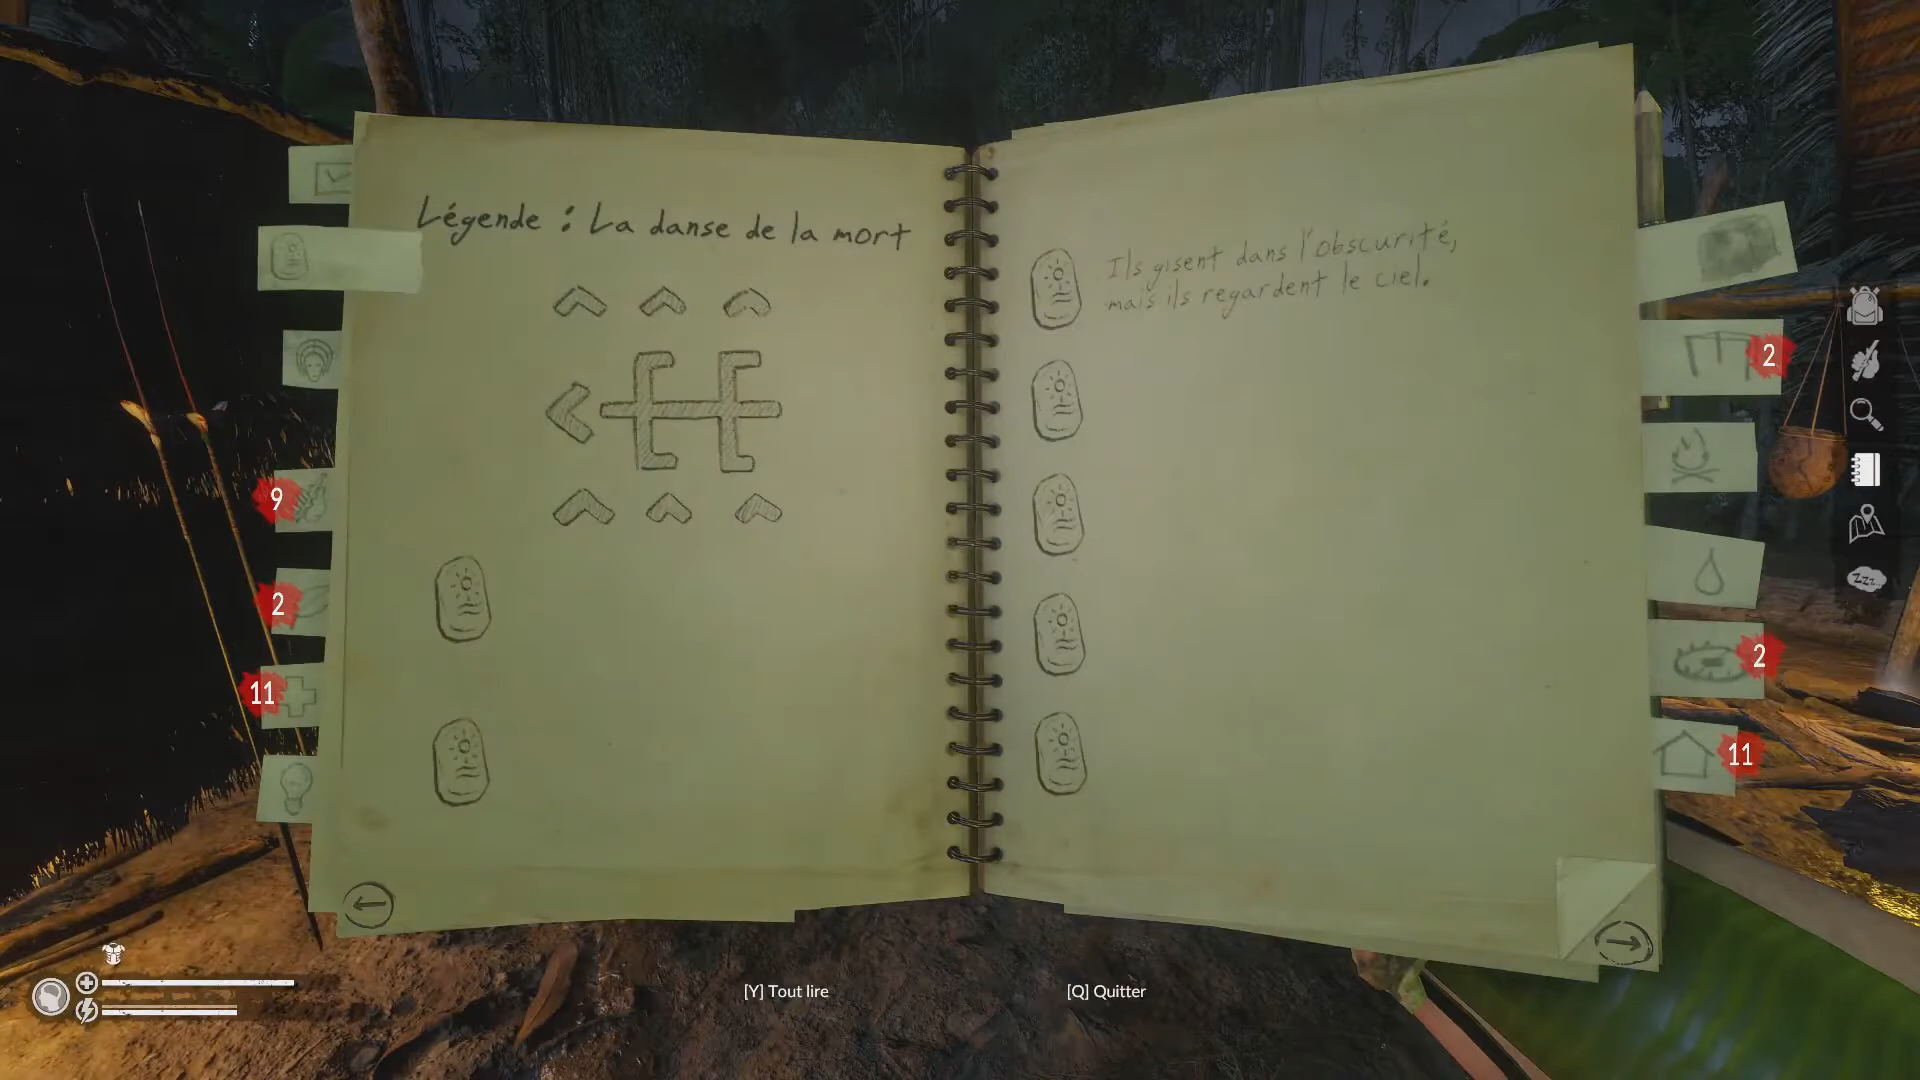 Légende : La danse de la mort
Ils gisent dans l'obscurité,
mais ils regardent le ciel.
9
2
11
2
2
11
Zzz..
[Y] Tout lire
[Q] Quitter